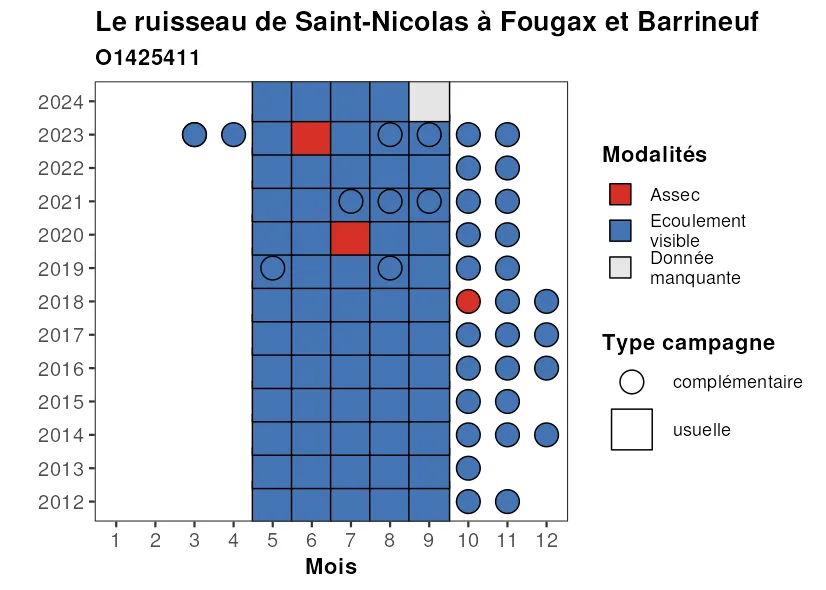 Le ruisseau de Saint-Nicolas à Fougax et Barrineuf
O1425411
2024
2023
2022
2021
2020
2019
2018
2017
2016
2015
2014
2013
2012
1 2 3 4 5 6 7 8 9 10 11 12
Mois
Modalités
Assec
Ecoulement
visible
Donnée
manquante
Type campagne
complémentaire
usuelle